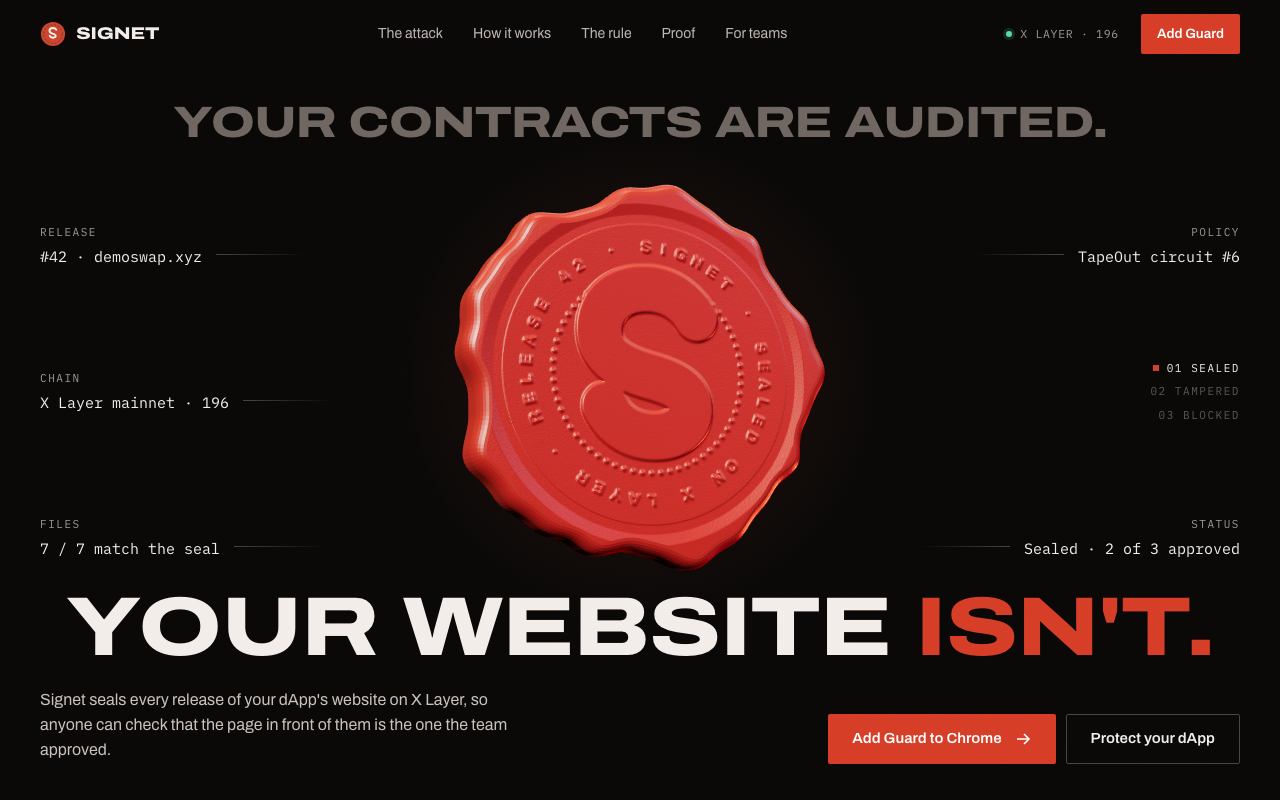 S SIGNET
The attack How it works The rule Proof For teams
X LAYER · 196
Add Guard
YOUR CONTRACTS ARE AUDITED.
RELEASE
#42 · demoswap.xyz
CHAIN
X Layer mainnet · 196
FILES
7 / 7 match the seal
S
RELEASE 42 · SIGNET · SEALED ON X LAYER ·
POLICY
TapeOut circuit #6
01 SEALED
02 TAMPERED
03 BLOCKED
STATUS
Sealed · 2 of 3 approved
YOUR WEBSITE ISN'T.
Signet seals every release of your dApp's website on X Layer, so
anyone can check that the page in front of them is the one the team
approved.
Add Guard to Chrome →
Protect your dApp